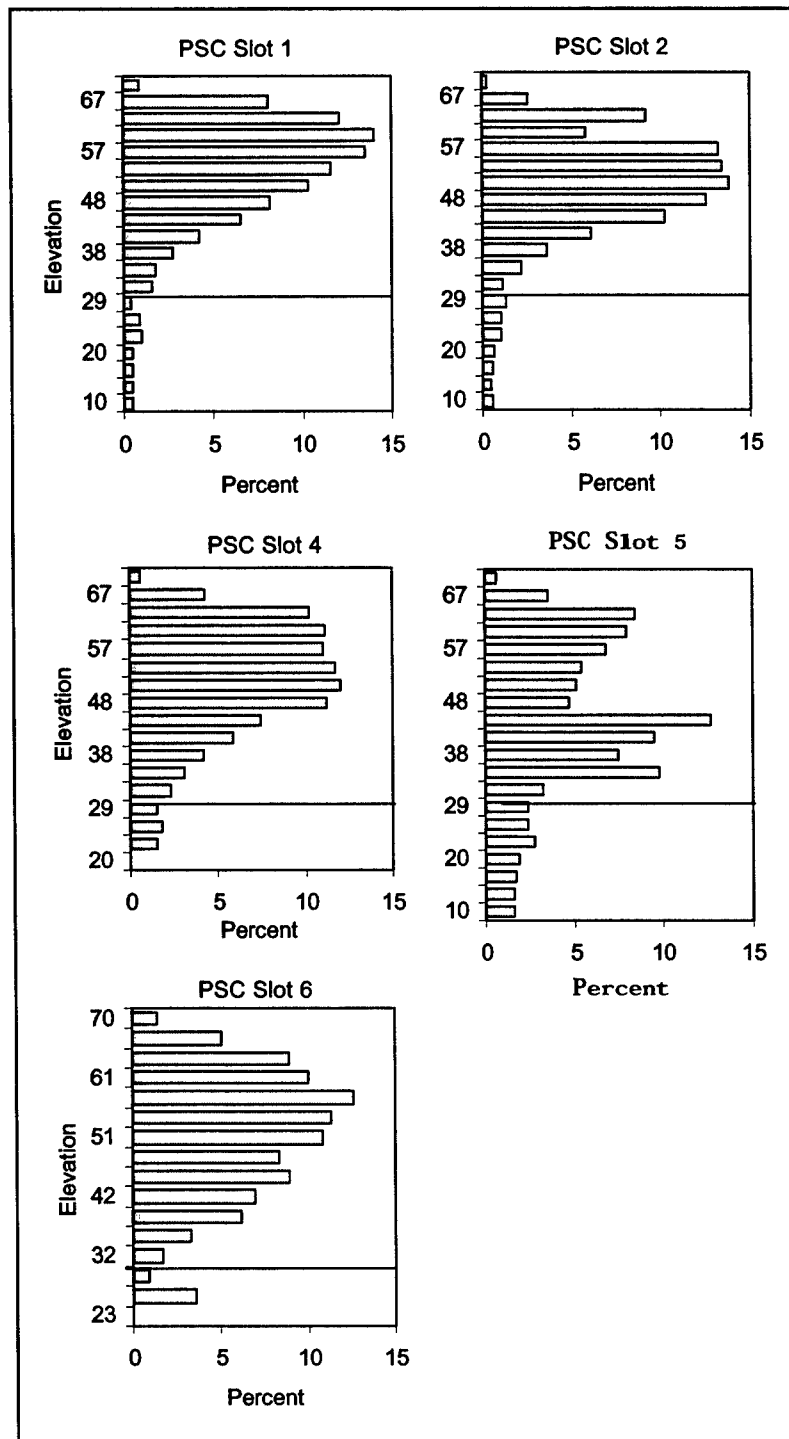 PSC Slot 1
67
57
48
38
29
20
10
Elevation
0 5 10 15
Percent
PSC Slot 2
67
57
48
38
29
20
10
0 5 10 15
Percent
PSC Slot 4
67
57
48
38
29
20
Elevation
0 5 10 15
Percent
PSC Slot 5
67
57
48
38
29
20
10
0 5 10 15
Percent
PSC Slot 6
70
61
51
42
32
23
Elevation
0 5 10 15
Percent